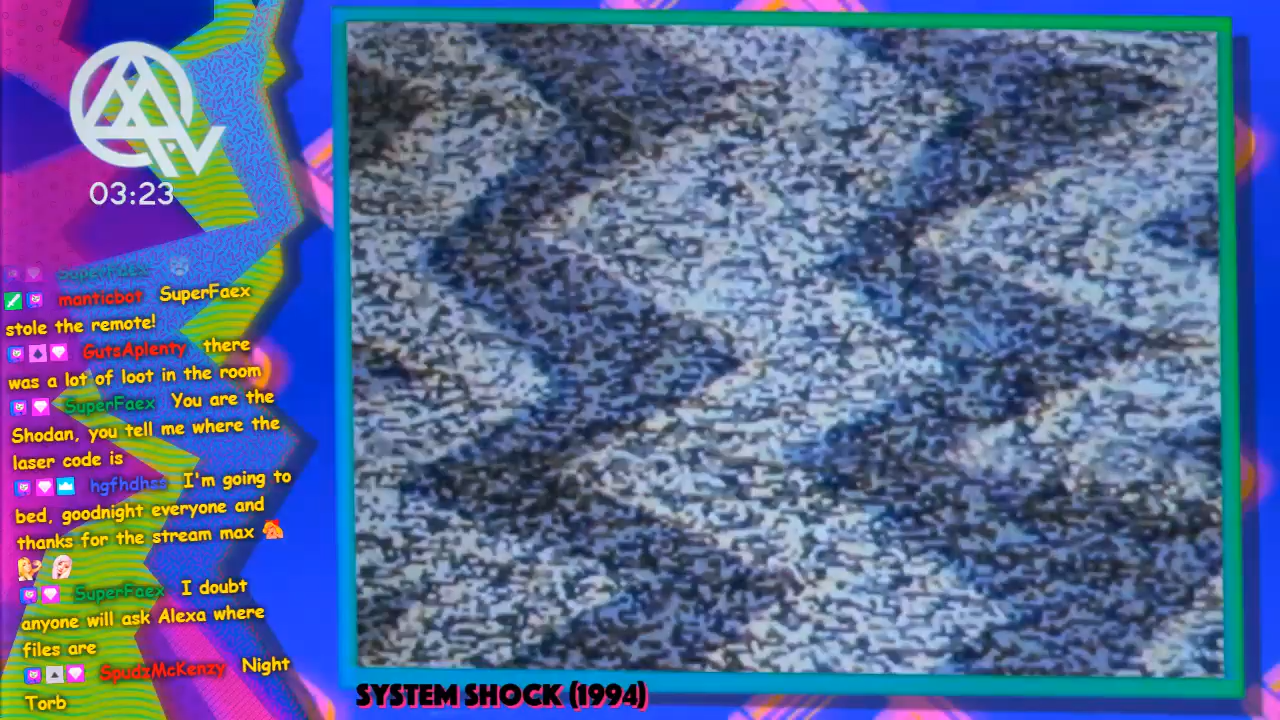 03:23
SuperFaex
manticbot SuperFaex
stole the remote!
GutsAplenty there
was a lot of loot in the room
SuperFaex You are the
Shodan, you tell me where the
laser code is
hgfhdhss I'm going to
bed, goodnight everyone and
thanks for the stream max
SuperFaex I doubt
anyone will ask Alexa where
files are
SpudzMcKenzy Night
Torb
SYSTEM SHOCK (1994)